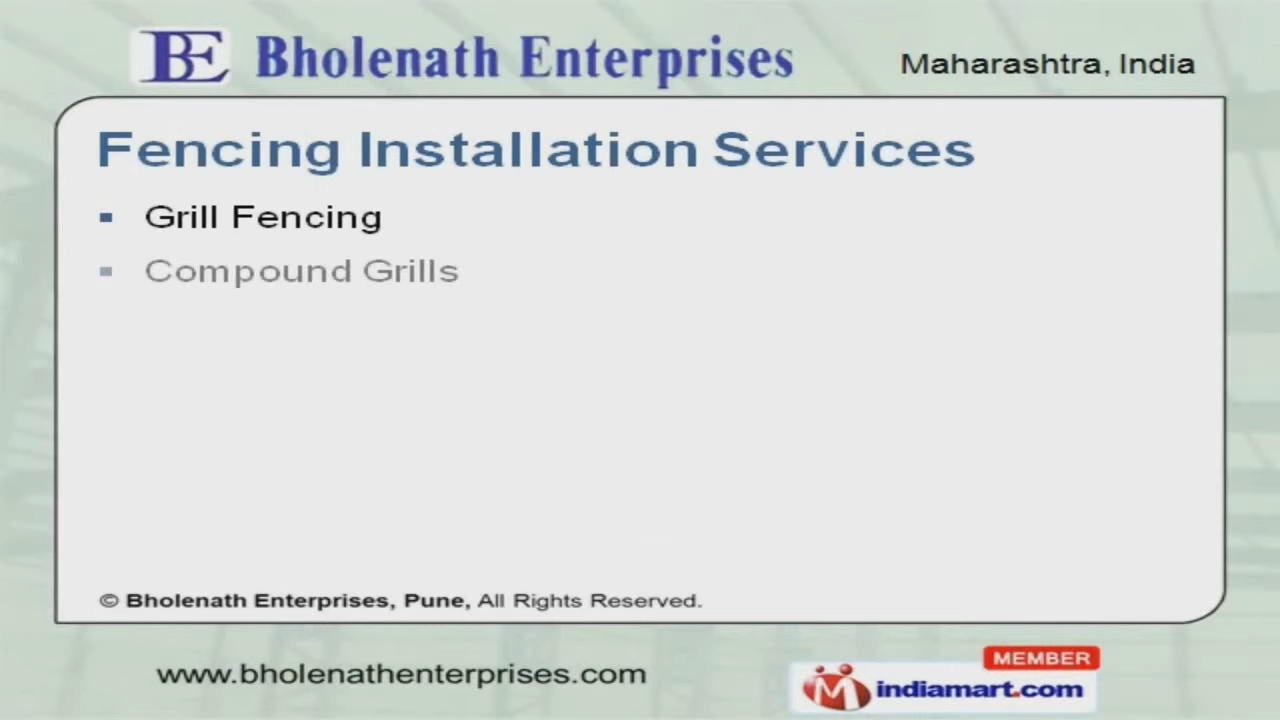 BE Bholenath Enterprises
Maharashtra, India
Fencing Installation Services
▪ Grill Fencing
▪ Compound Grills
© Bholenath Enterprises, Pune, All Rights Reserved.
www.bholenathenterprises.com
MEMBER
indiamart.com